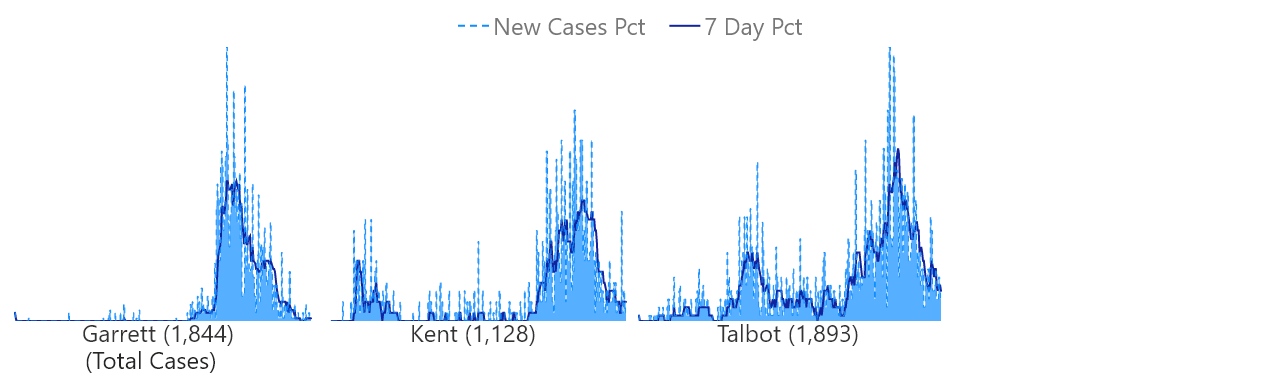 New Cases Pct 7 Day Pct
Garrett (1,844) Kent (1,128) Talbot (1,893)
(Total Cases)